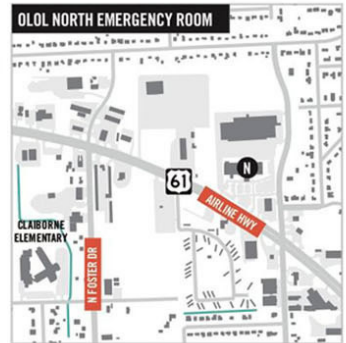 OLOL NORTH EMERGENCY ROOM
61
N
AIRLINE HWY
CLAIBORNE
ELEMENTARY
N FOSTER DR